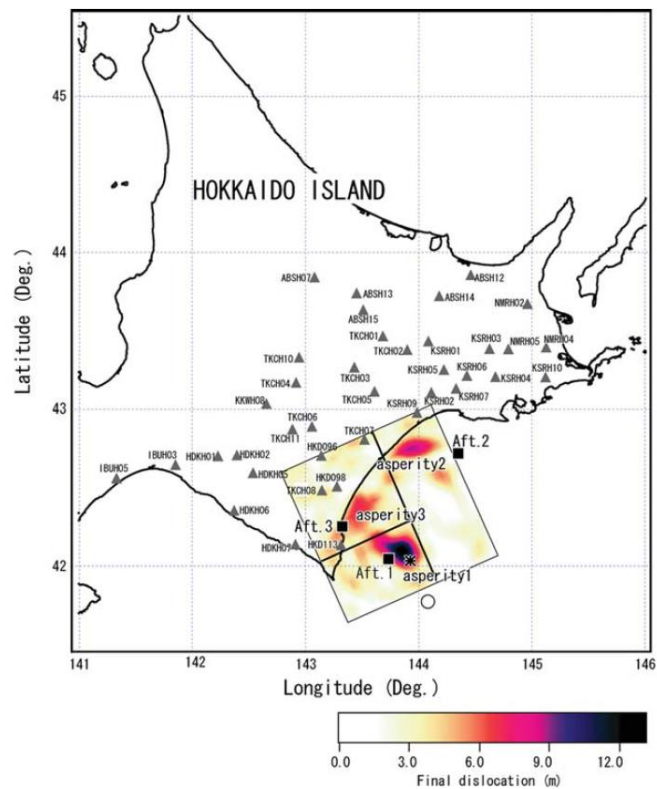 45
HOKKAIDO ISLAND
44
ABSH07
ABSH12
ABSH13
ABSH14
NMRH02
ABSH15
TKCH01
KSRH03
NMRH04
TKCH02
KSRH01
NMRH05
TKCH10
TKCH03
KSRH05
KSRH06
KSRH10
TKCH04
KSRH04
TKCH05
KSRH02
KSRH07
KKWH08
KSRH09
43
TKCH06
TKCH11
TKCH07
Aft.2
HKD096
asperity2
IBUH03
HDKH01
HDKH02
IBUH05
HDKH05
HKD098
TKCH08
HDKH06
Aft.3
asperity3
HDKH07
HKD113
42
Aft.1
asperity1
Latitude (Deg.)
141
142
143
144
145
146
Longitude (Deg.)
0.0
3.0
6.0
9.0
12.0
Final dislocation (m)